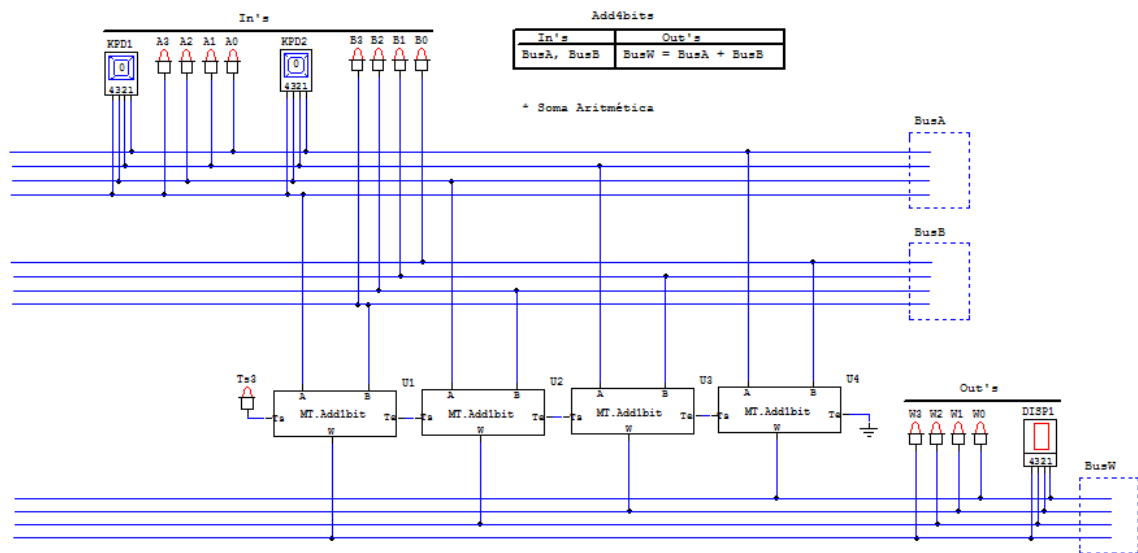 In's
KPD1 A3 A2 A1 A0 KPD2 B3 B2 B1 B0
0 0
4321 4321
Add4bits
In's Out's
BusA, BusB BusW = BusA + BusB
* Soma Aritmética
BusA
BusB
Ts3 U1 U2 U3 U4
A B A B A B A B
Ts MT.Add1bit Te Ts MT.Add1bit Te Ts MT.Add1bit Te Ts MT.Add1bit Te
W W W W
Out's
W3 W2 W1 W0 DISP1
4321
BusW